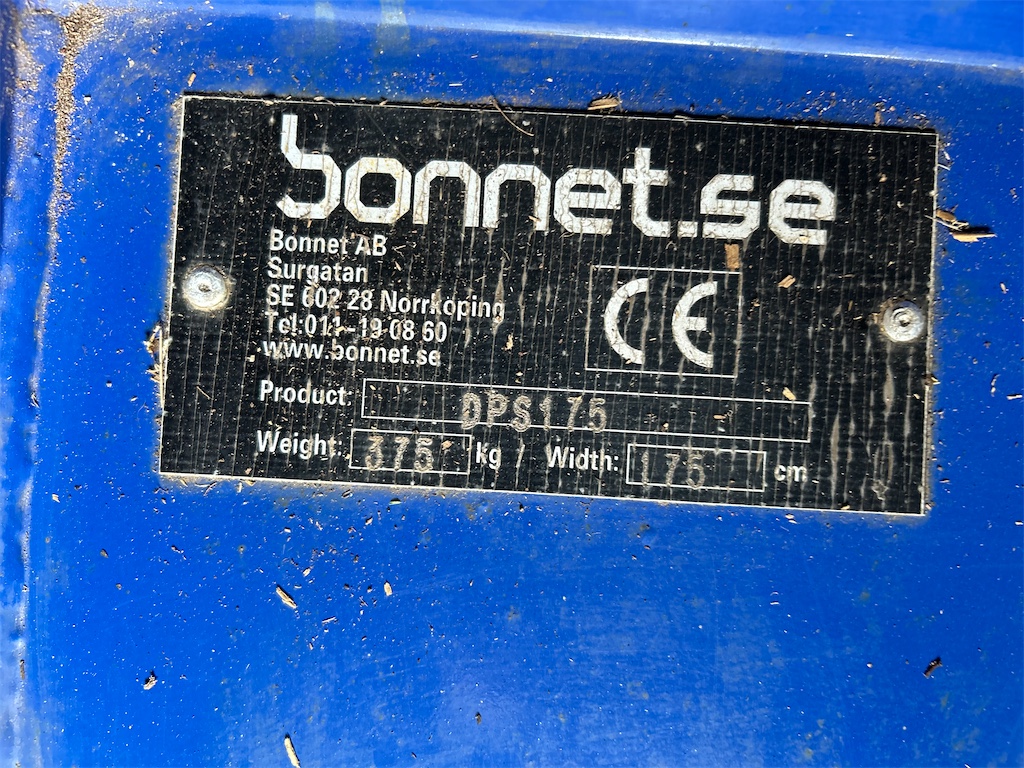 bonnet.se
Bonnet AB
Surgatan
SE 602 28 Norrköping
Tel:011-19 08 60
www.bonnet.se
CE
Product: DPS175
Weight: 375 kg / Width: 175 cm